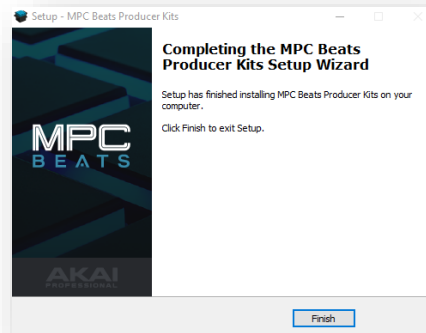 Setup - MPC Beats Producer Kits
Completing the MPC Beats
Producer Kits Setup Wizard
Setup has finished installing MPC Beats Producer Kits on your
computer.
Click Finish to exit Setup.
MPC
BEATS
AKAI
PROFESSIONAL
Finish